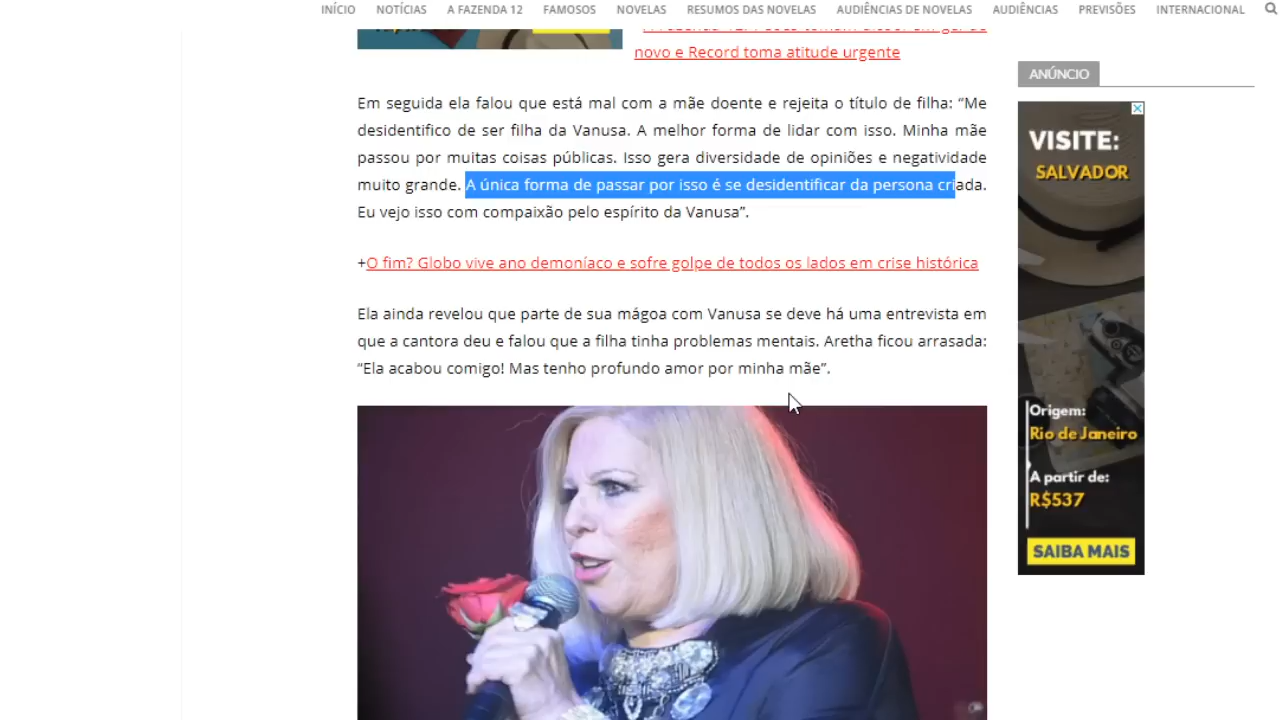 INÍCIO NOTÍCIAS A FAZENDA 12 FAMOSOS NOVELAS RESUMOS DAS NOVELAS AUDIÊNCIAS DE NOVELAS AUDIÊNCIAS PREVISÕES INTERNACIONAL
novo e Record toma atitude urgente
Em seguida ela falou que está mal com a mãe doente e rejeita o título de filha: “Me
desidentifico de ser filha da Vanusa. A melhor forma de lidar com isso. Minha mãe
passou por muitas coisas públicas. Isso gera diversidade de opiniões e negatividade
muito grande. A única forma de passar por isso é se desidentificar da persona criada.
Eu vejo isso com compaixão pelo espírito da Vanusa”.
+O fim? Globo vive ano demoníaco e sofre golpe de todos os lados em crise histórica
Ela ainda revelou que parte de sua mágoa com Vanusa se deve há uma entrevista em
que a cantora deu e falou que a filha tinha problemas mentais. Aretha ficou arrasada:
“Ela acabou comigo! Mas tenho profundo amor por minha mãe”.
ANÚNCIO
VISITE:
SALVADOR
Origem:
Rio de Janeiro
A partir de:
R$537
SAIBA MAIS